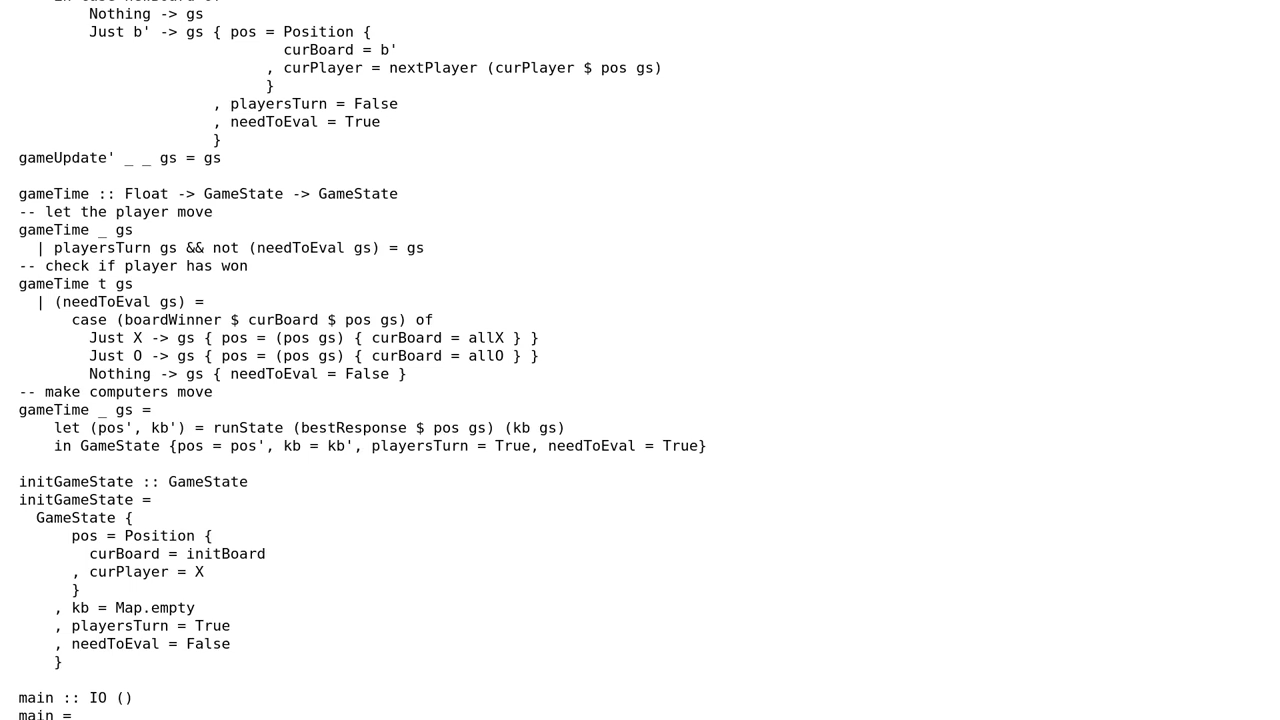 Nothing -> gs
Just b' -> gs { pos = Position {
curBoard = b'
, curPlayer = nextPlayer (curPlayer $ pos gs)
}
, playersTurn = False
, needToEval = True
}
gameUpdate' _ _ gs = gs
gameTime :: Float -> GameState -> GameState
-- let the player move
gameTime _ gs
| playersTurn gs && not (needToEval gs) = gs
-- check if player has won
gameTime t gs
| (needToEval gs) =
case (boardWinner $ curBoard $ pos gs) of
Just X -> gs { pos = (pos gs) { curBoard = allX } }
Just O -> gs { pos = (pos gs) { curBoard = allO } }
Nothing -> gs { needToEval = False }
-- make computers move
gameTime _ gs =
let (pos', kb') = runState (bestResponse $ pos gs) (kb gs)
in GameState {pos = pos', kb = kb', playersTurn = True, needToEval = True}
initGameState :: GameState
initGameState =
GameState {
pos = Position {
curBoard = initBoard
, curPlayer = X
}
, kb = Map.empty
, playersTurn = True
, needToEval = False
}
main :: IO ()
main =